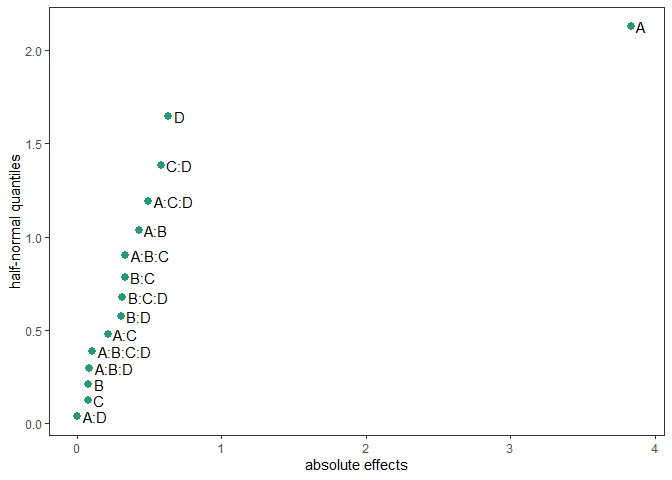 2.0
A
D
1.5
C:D
A:C:D
A:B
1.0
A:B:C
B:C
B:C:D
B:D
0.5
A:C
A:B:C:D
A:B:D
B
C
A:D
0.0
half-normal quantiles
0 1 2 3 4
absolute effects